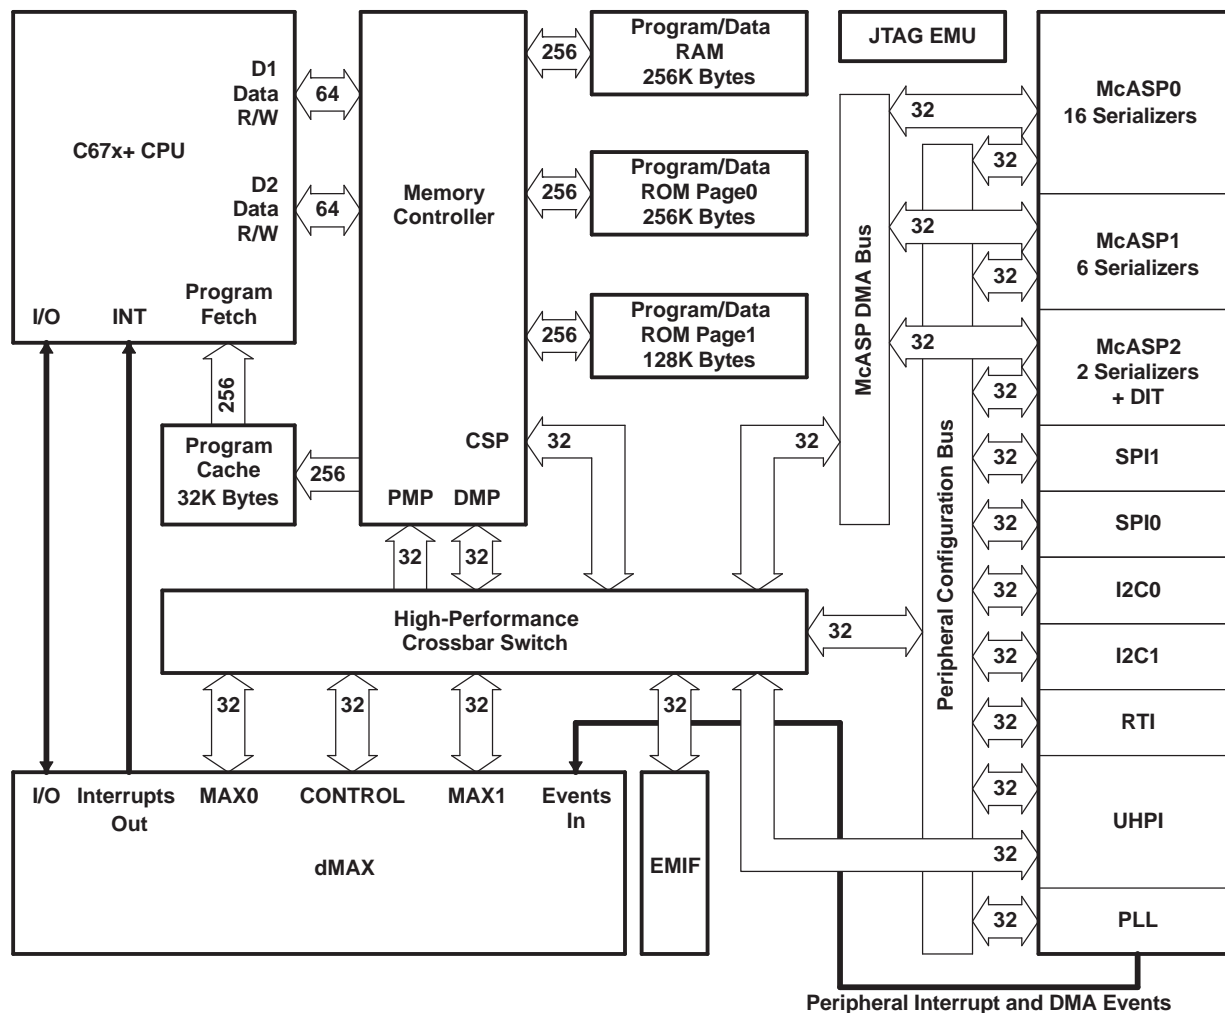 D1
Data
R/W
64
C67x+ CPU
D2
Data
R/W
64
Program
Fetch
I/O
INT
256
Program
Cache
32K Bytes
256
Memory
Controller
CSP
PMP
DMP
256
Program/Data
RAM
256K Bytes
256
Program/Data
ROM Page0
256K Bytes
256
Program/Data
ROM Page1
128K Bytes
JTAG EMU
McASP DMA Bus
Peripheral Configuration Bus
32
McASP0
16 Serializers
32
32
McASP1
6 Serializers
32
32
McASP2
2 Serializers
+ DIT
32
32
SPI1
32
SPI0
32
I2C0
32
I2C1
32
RTI
32
UHPI
32
32
PLL
32
32
32
32
High-Performance
Crossbar Switch
32
32
32
32
32
I/O
Interrupts
Out
MAX0
CONTROL
MAX1
Events
In
dMAX
EMIF
Peripheral Interrupt and DMA Events